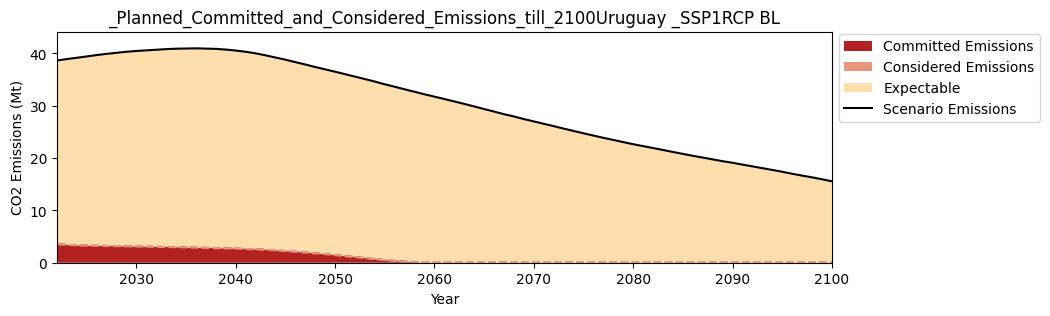 _Planned_Committed_and_Considered_Emissions_till_2100Uruguay _SSP1RCP BL
CO2 Emissions (Mt)
40
30
20
10
0
2030 2040 2050 2060 2070 2080 2090 2100
Year
Committed Emissions
Considered Emissions
Expectable
Scenario Emissions